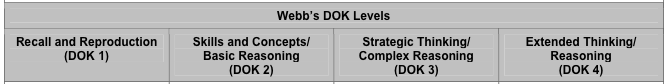 Webb's DOK Levels
Recall and Reproduction
(DOK 1)
Skills and Concepts/
Basic Reasoning
(DOK 2)
Strategic Thinking/
Complex Reasoning
(DOK 3)
Extended Thinking/
Reasoning
(DOK 4)